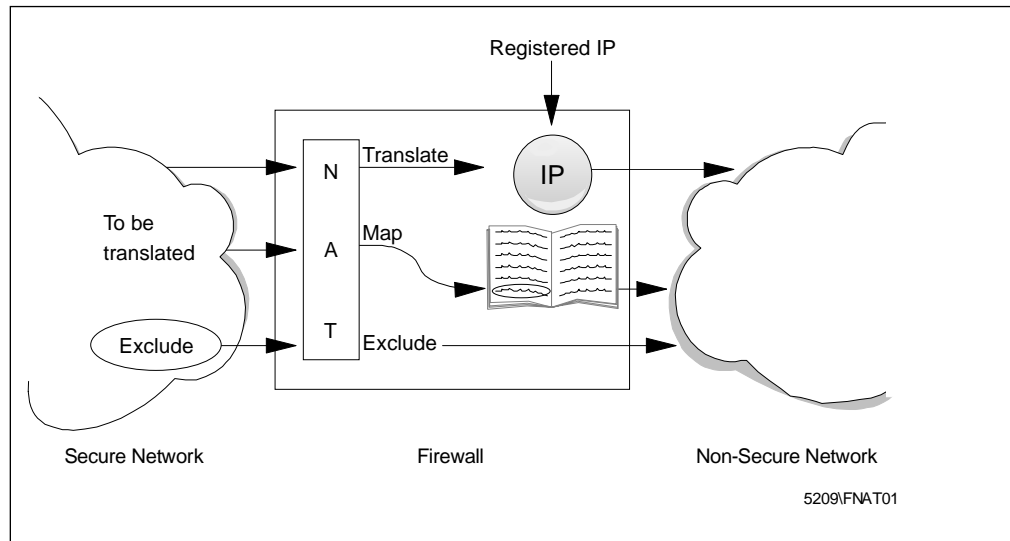 Registered IP
N
Translate
IP
To be
translated
A
Map
T
Exclude
Exclude
Secure Network
Firewall
Non-Secure Network
5209\FNAT01